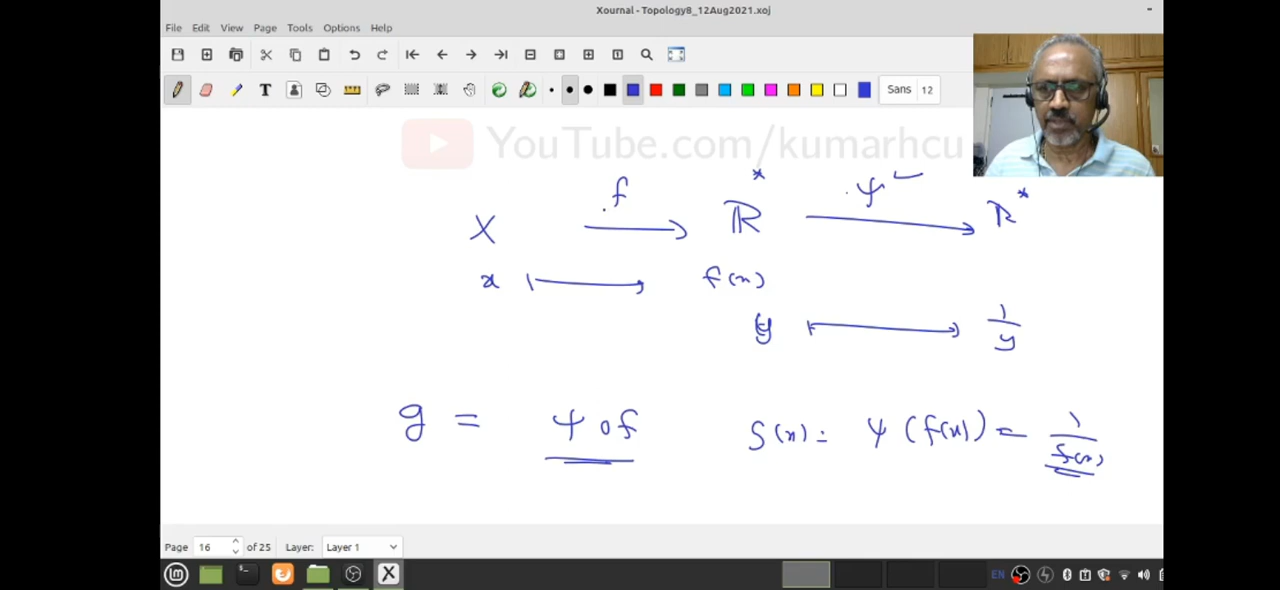 Xournal - Topology8_12Aug2021.xoj
File Edit View Page Tools Options Help
T Sans 12
YouTube.com/kumarhcu
X f ℝ* ψ ℝ*
x ⟼ f(x)
y ⟼ 1/y
g = ψ o f g(x) = ψ (f(x)) = 1/f(x)
Page 16 of 25 Layer: Layer 1
EN